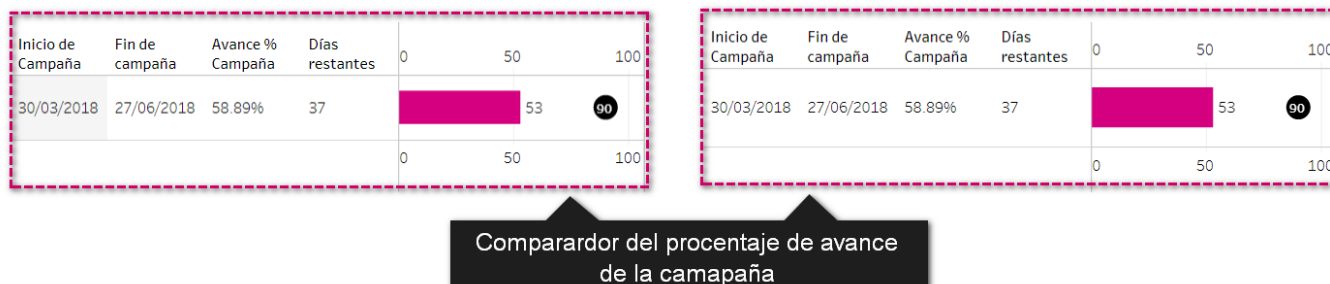 Inicio de Campaña Fin de campaña Avance % Campaña Días restantes 0 50 100
30/03/2018 27/06/2018 58.89% 37 53 90
0 50 100
Inicio de Campaña Fin de campaña Avance % Campaña Días restantes 0 50 100
30/03/2018 27/06/2018 58.89% 37 53 90
0 50 100
Comparardor del procentaje de avance
de la camapaña